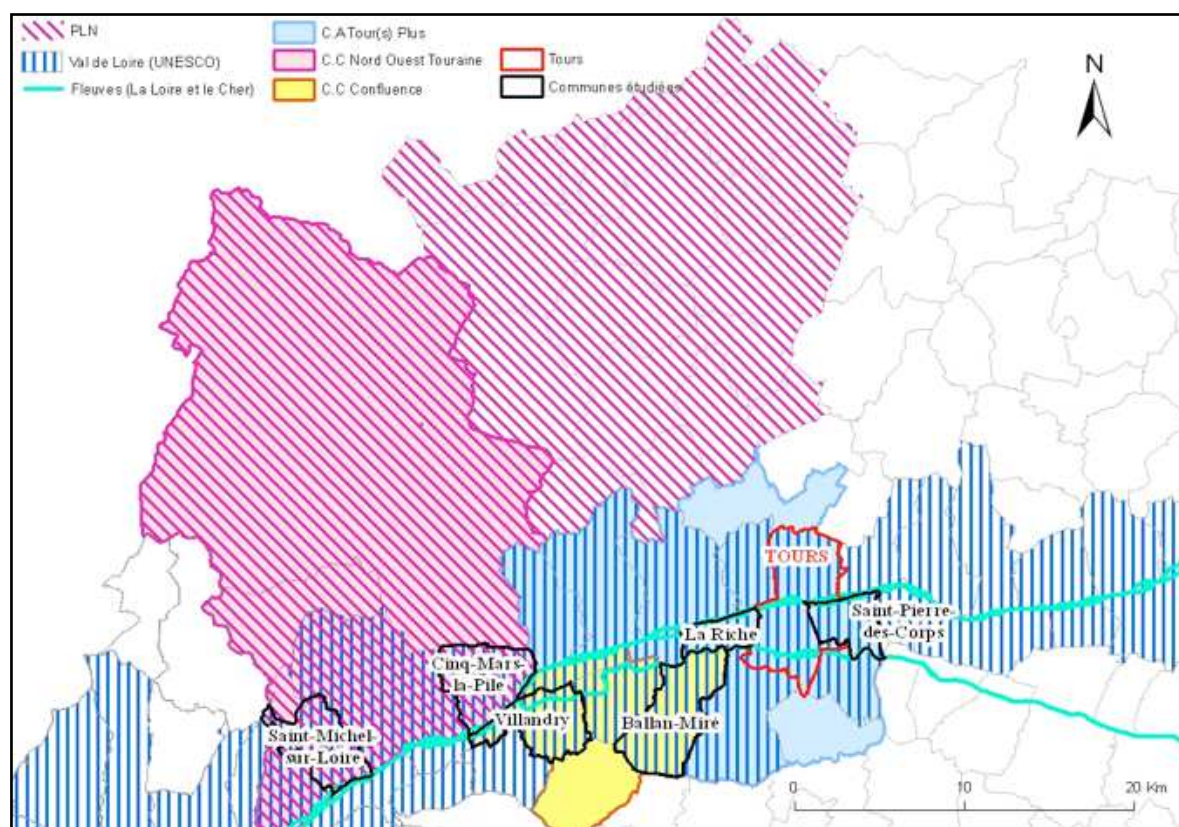 PLN
Val de Loire (UNESCO)
Fleuves (La Loire et le Cher)
C.A Tour(s) Plus
C.C Nord Ouest Touraine
C.C Confluence
Tours
Communes étudiées
N
TOURS
Saint-Pierre-
des-Corps
La Riche
Cinq-Mars-
la-Pile
Villandry
Ballan-Miré
Saint-Michel-
sur-Loire
0 10 20 Km